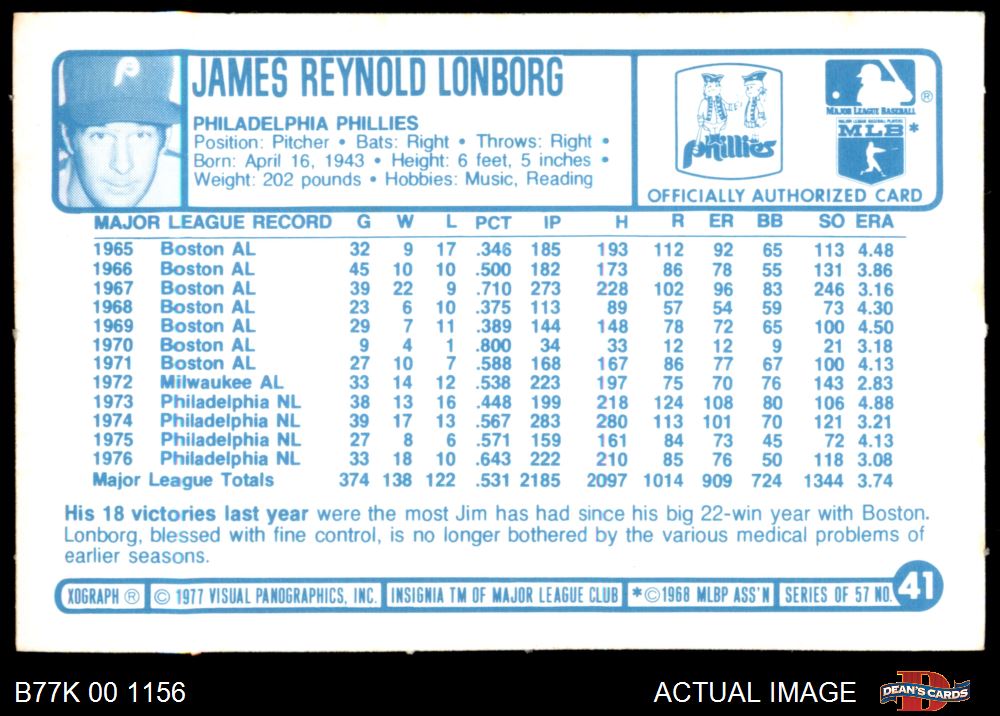 P
JAMES REYNOLD LONBORG
PHILADELPHIA PHILLIES
Position: Pitcher • Bats: Right • Throws: Right •
Born: April 16, 1943 • Height: 6 feet, 5 inches •
Weight: 202 pounds • Hobbies: Music, Reading
Phillies
MAJOR LEAGUE BASEBALL ®
MAJOR LEAGUE BASEBALL PLAYERS
MLB *
OFFICIALLY AUTHORIZED CARD
MAJOR LEAGUE RECORD G W L PCT IP H R ER BB SO ERA
1965 Boston AL 32 9 17 .346 185 193 112 92 65 113 4.48
1966 Boston AL 45 10 10 .500 182 173 86 78 55 131 3.86
1967 Boston AL 39 22 9 .710 273 228 102 96 83 246 3.16
1968 Boston AL 23 6 10 .375 113 89 57 54 59 73 4.30
1969 Boston AL 29 7 11 .389 144 148 78 72 65 100 4.50
1970 Boston AL 9 4 1 .800 34 33 12 12 9 21 3.18
1971 Boston AL 27 10 7 .588 168 167 86 77 67 100 4.13
1972 Milwaukee AL 33 14 12 .538 223 197 75 70 76 143 2.83
1973 Philadelphia NL 38 13 16 .448 199 218 124 108 80 106 4.88
1974 Philadelphia NL 39 17 13 .567 283 280 113 101 70 121 3.21
1975 Philadelphia NL 27 8 6 .571 159 161 84 73 45 72 4.13
1976 Philadelphia NL 33 18 10 .643 222 210 85 76 50 118 3.08
Major League Totals 374 138 122 .531 2185 2097 1014 909 724 1344 3.74
His 18 victories last year were the most Jim has had since his big 22-win year with Boston.
Lonborg, blessed with fine control, is no longer bothered by the various medical problems of
earlier seasons.
XOGRAPH ® © 1977 VISUAL PANOGRAPHICS, INC. INSIGNIA TM OF MAJOR LEAGUE CLUB *©1968 MLBP ASS'N SERIES OF 57 NO. 41
B77K 00 1156 ACTUAL IMAGE DEAN'S CARDS